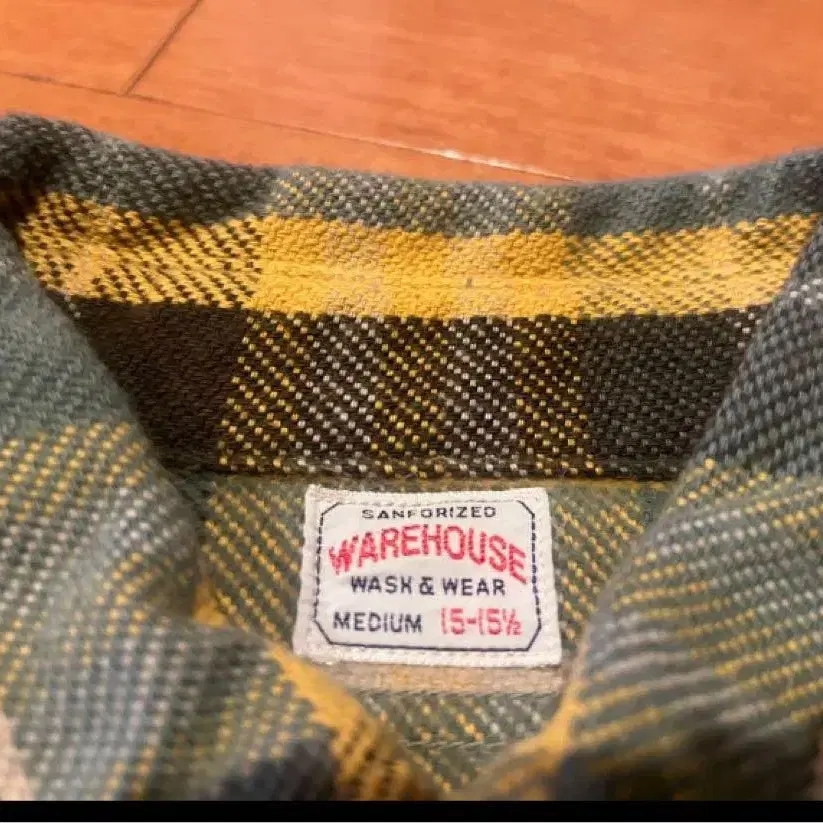 SANFORIZED
WAREHOUSE
WASH & WEAR
MEDIUM 15-15½